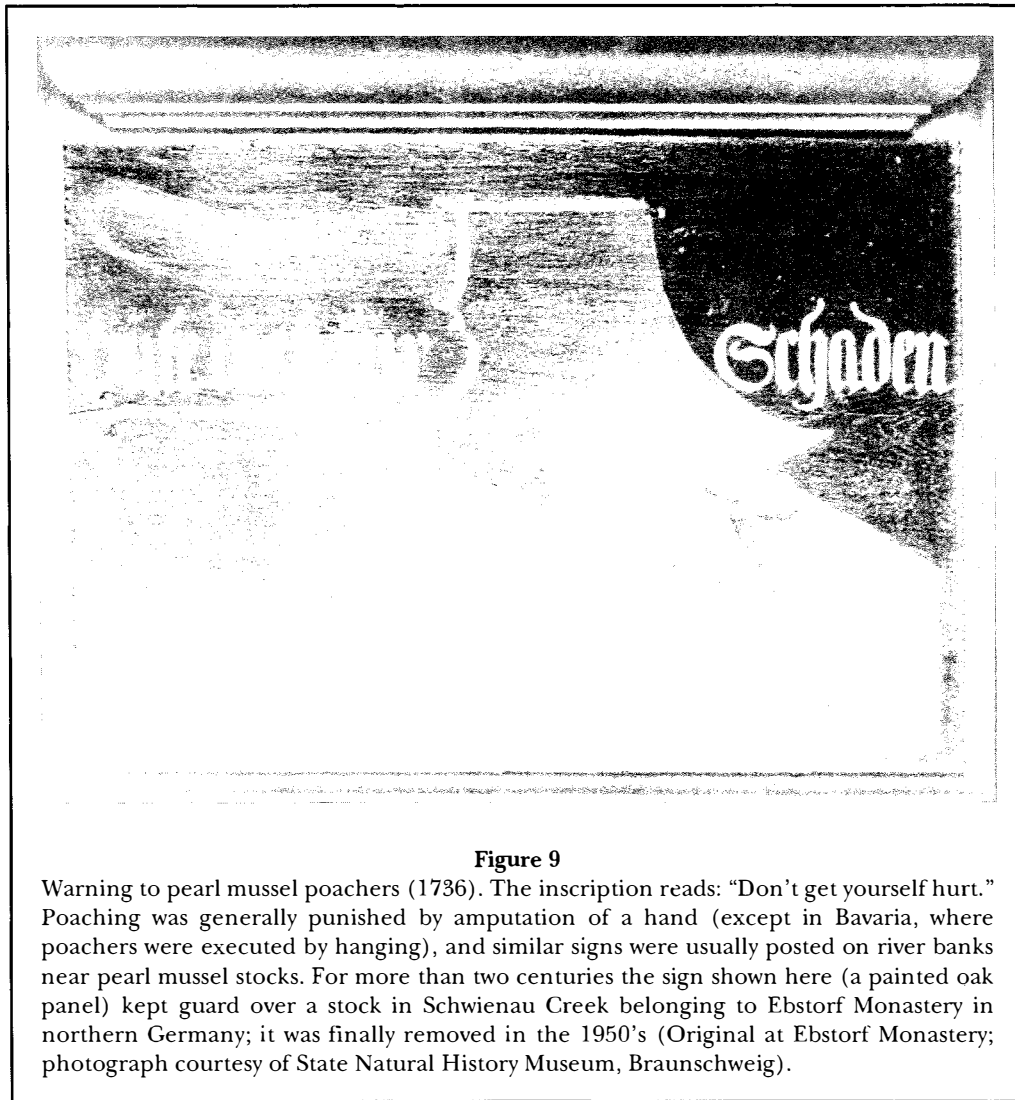 Schaden
Figure 9
Warning to pearl mussel poachers (1736). The inscription reads: “Don’t get yourself hurt.”
Poaching was generally punished by amputation of a hand (except in Bavaria, where
poachers were executed by hanging), and similar signs were usually posted on river banks
near pearl mussel stocks. For more than two centuries the sign shown here (a painted oak
panel) kept guard over a stock in Schwienau Creek belonging to Ebstorf Monastery in
northern Germany; it was finally removed in the 1950’s (Original at Ebstorf Monastery;
photograph courtesy of State Natural History Museum, Braunschweig).